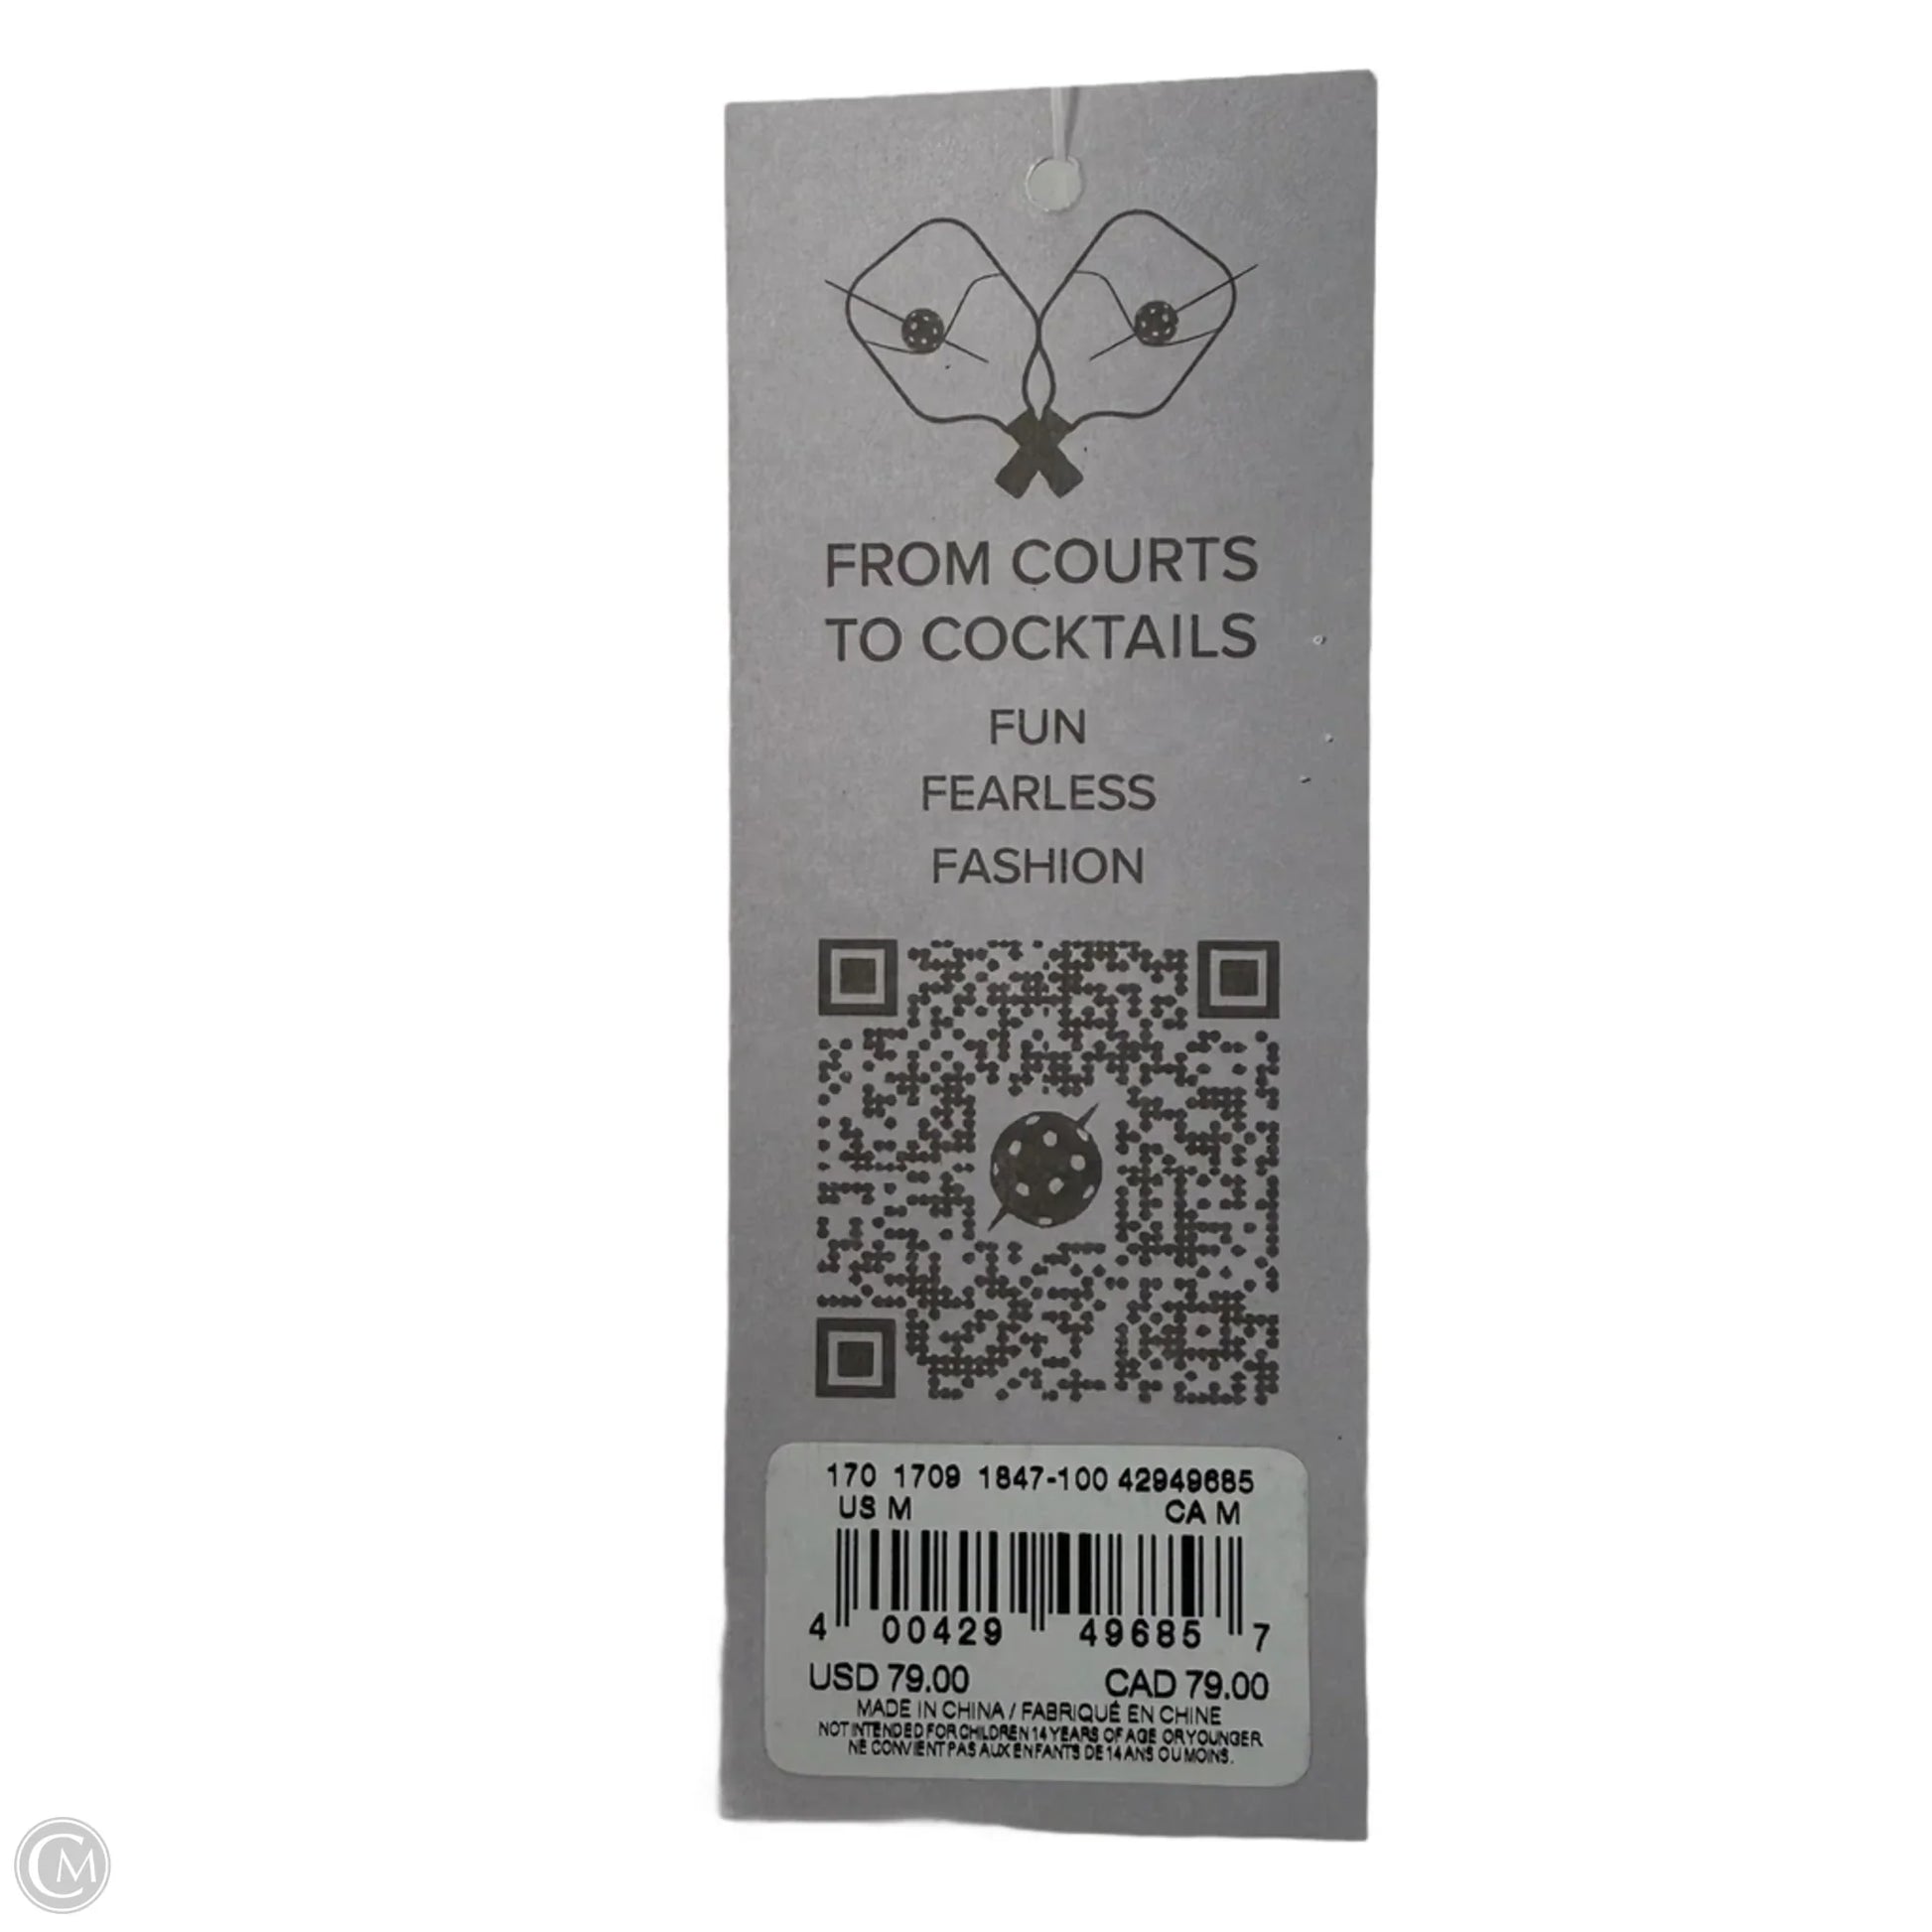 FROM COURTS
TO COCKTAILS
FUN
FEARLESS
FASHION
170 1709 1847-100 42949685
US M CA M
4 00429 49685 7
USD 79.00 CAD 79.00
MADE IN CHINA / FABRIQUÉ EN CHINE
NOT INTENDED FOR CHILDREN 14 YEARS OF AGE OR YOUNGER
NE CONVIENT PAS AUX ENFANTS DE 14 ANS OU MOINS.
CM